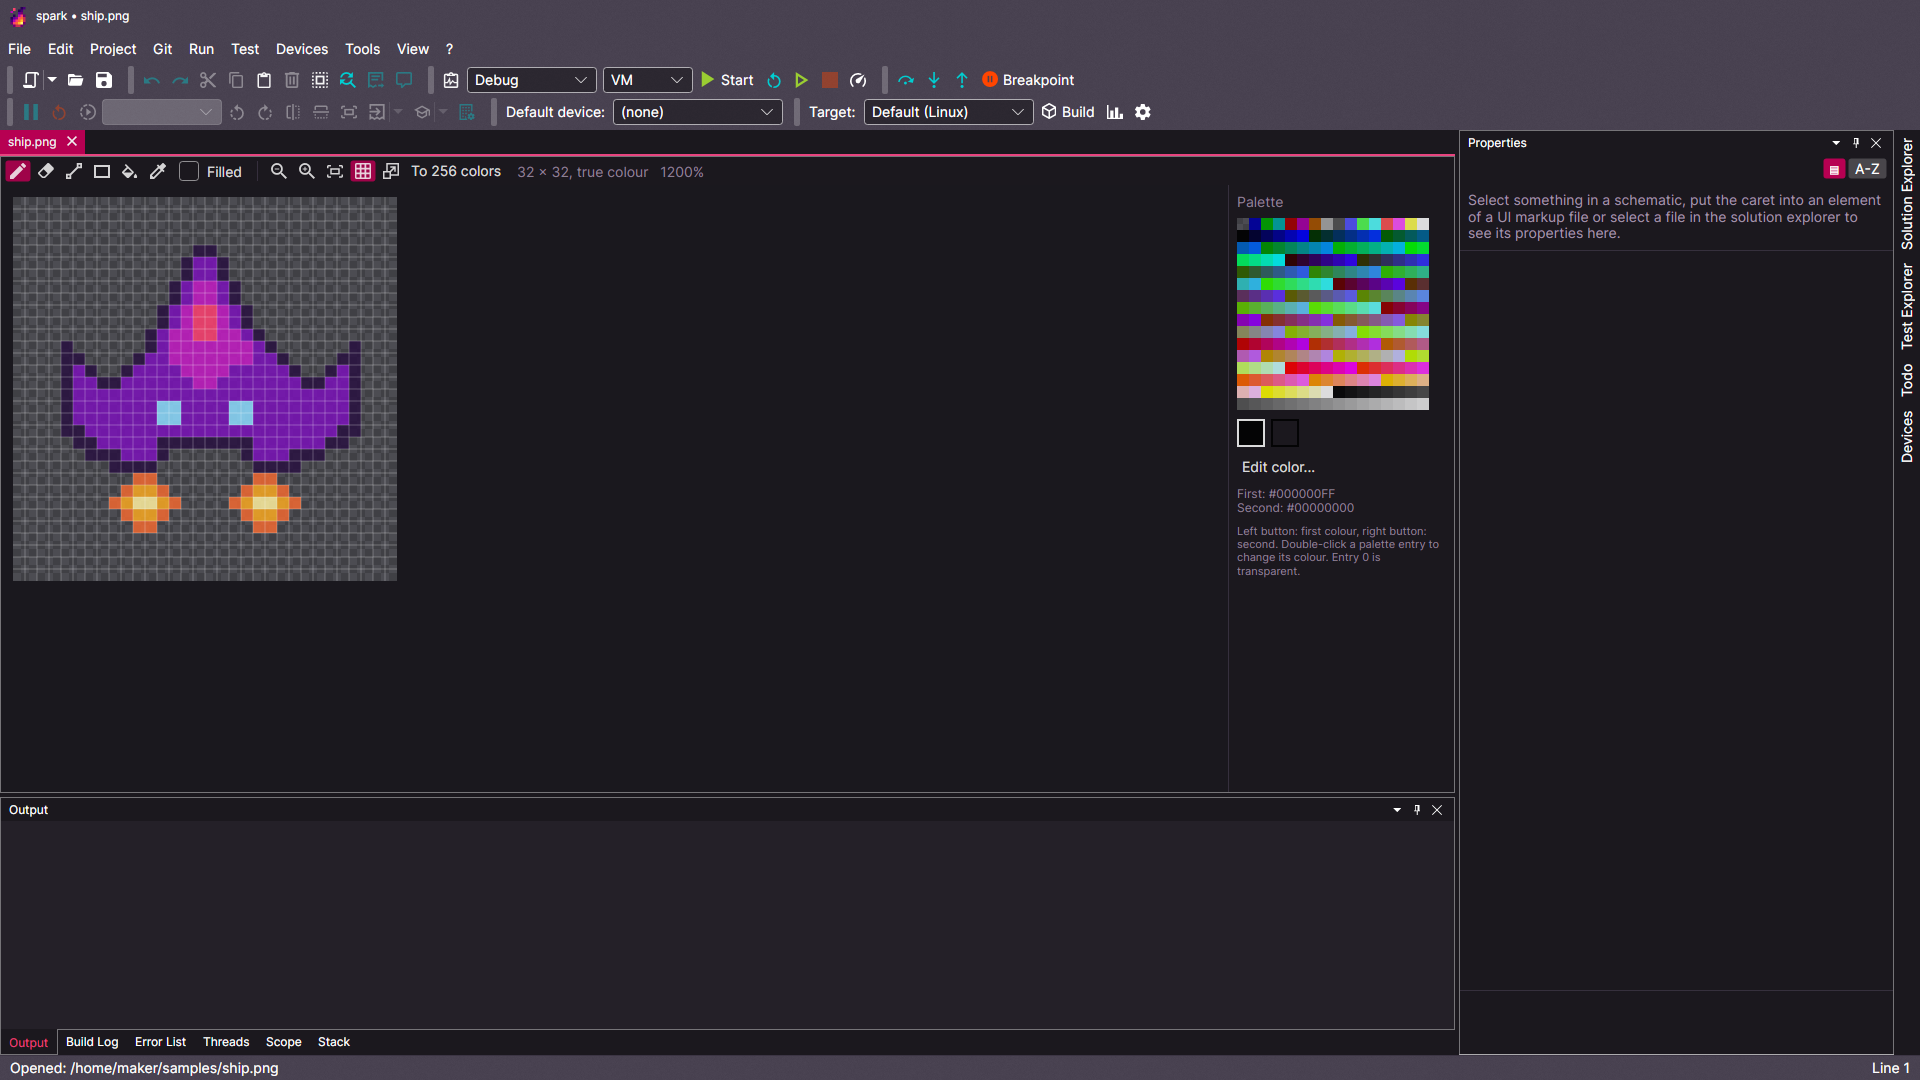 spark • ship.png
File Edit Project Git Run Test Devices Tools View ?
Debug VM Start Breakpoint
Default device: (none) Target: Default (Linux) Build
ship.png
Filled To 256 colors 32 × 32, true colour 1200%
Palette
Edit color...
First: #000000FF
Second: #00000000
Left button: first colour, right button:
second. Double-click a palette entry to
change its colour. Entry 0 is
transparent.
Properties
A-Z
Select something in a schematic, put the caret into an element
of a UI markup file or select a file in the solution explorer to
see its properties here.
Solution Explorer
Test Explorer
Todo
Devices
Output
Output Build Log Error List Threads Scope Stack
Opened: /home/maker/samples/ship.png
Line 1